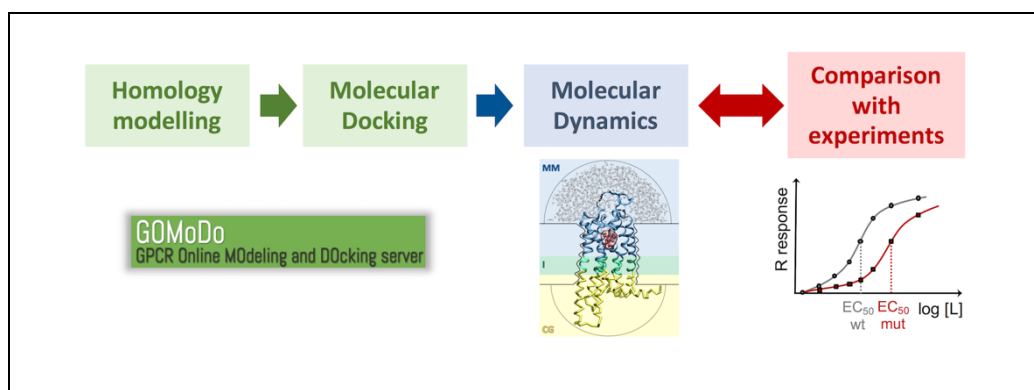 Homology
modelling
Molecular
Docking
Molecular
Dynamics
Comparison
with
experiments
GOMoDo
GPCR Online MOdeling and DOcking server
MM
I
CG
R response
EC50
wt
EC50
mut
log [L]